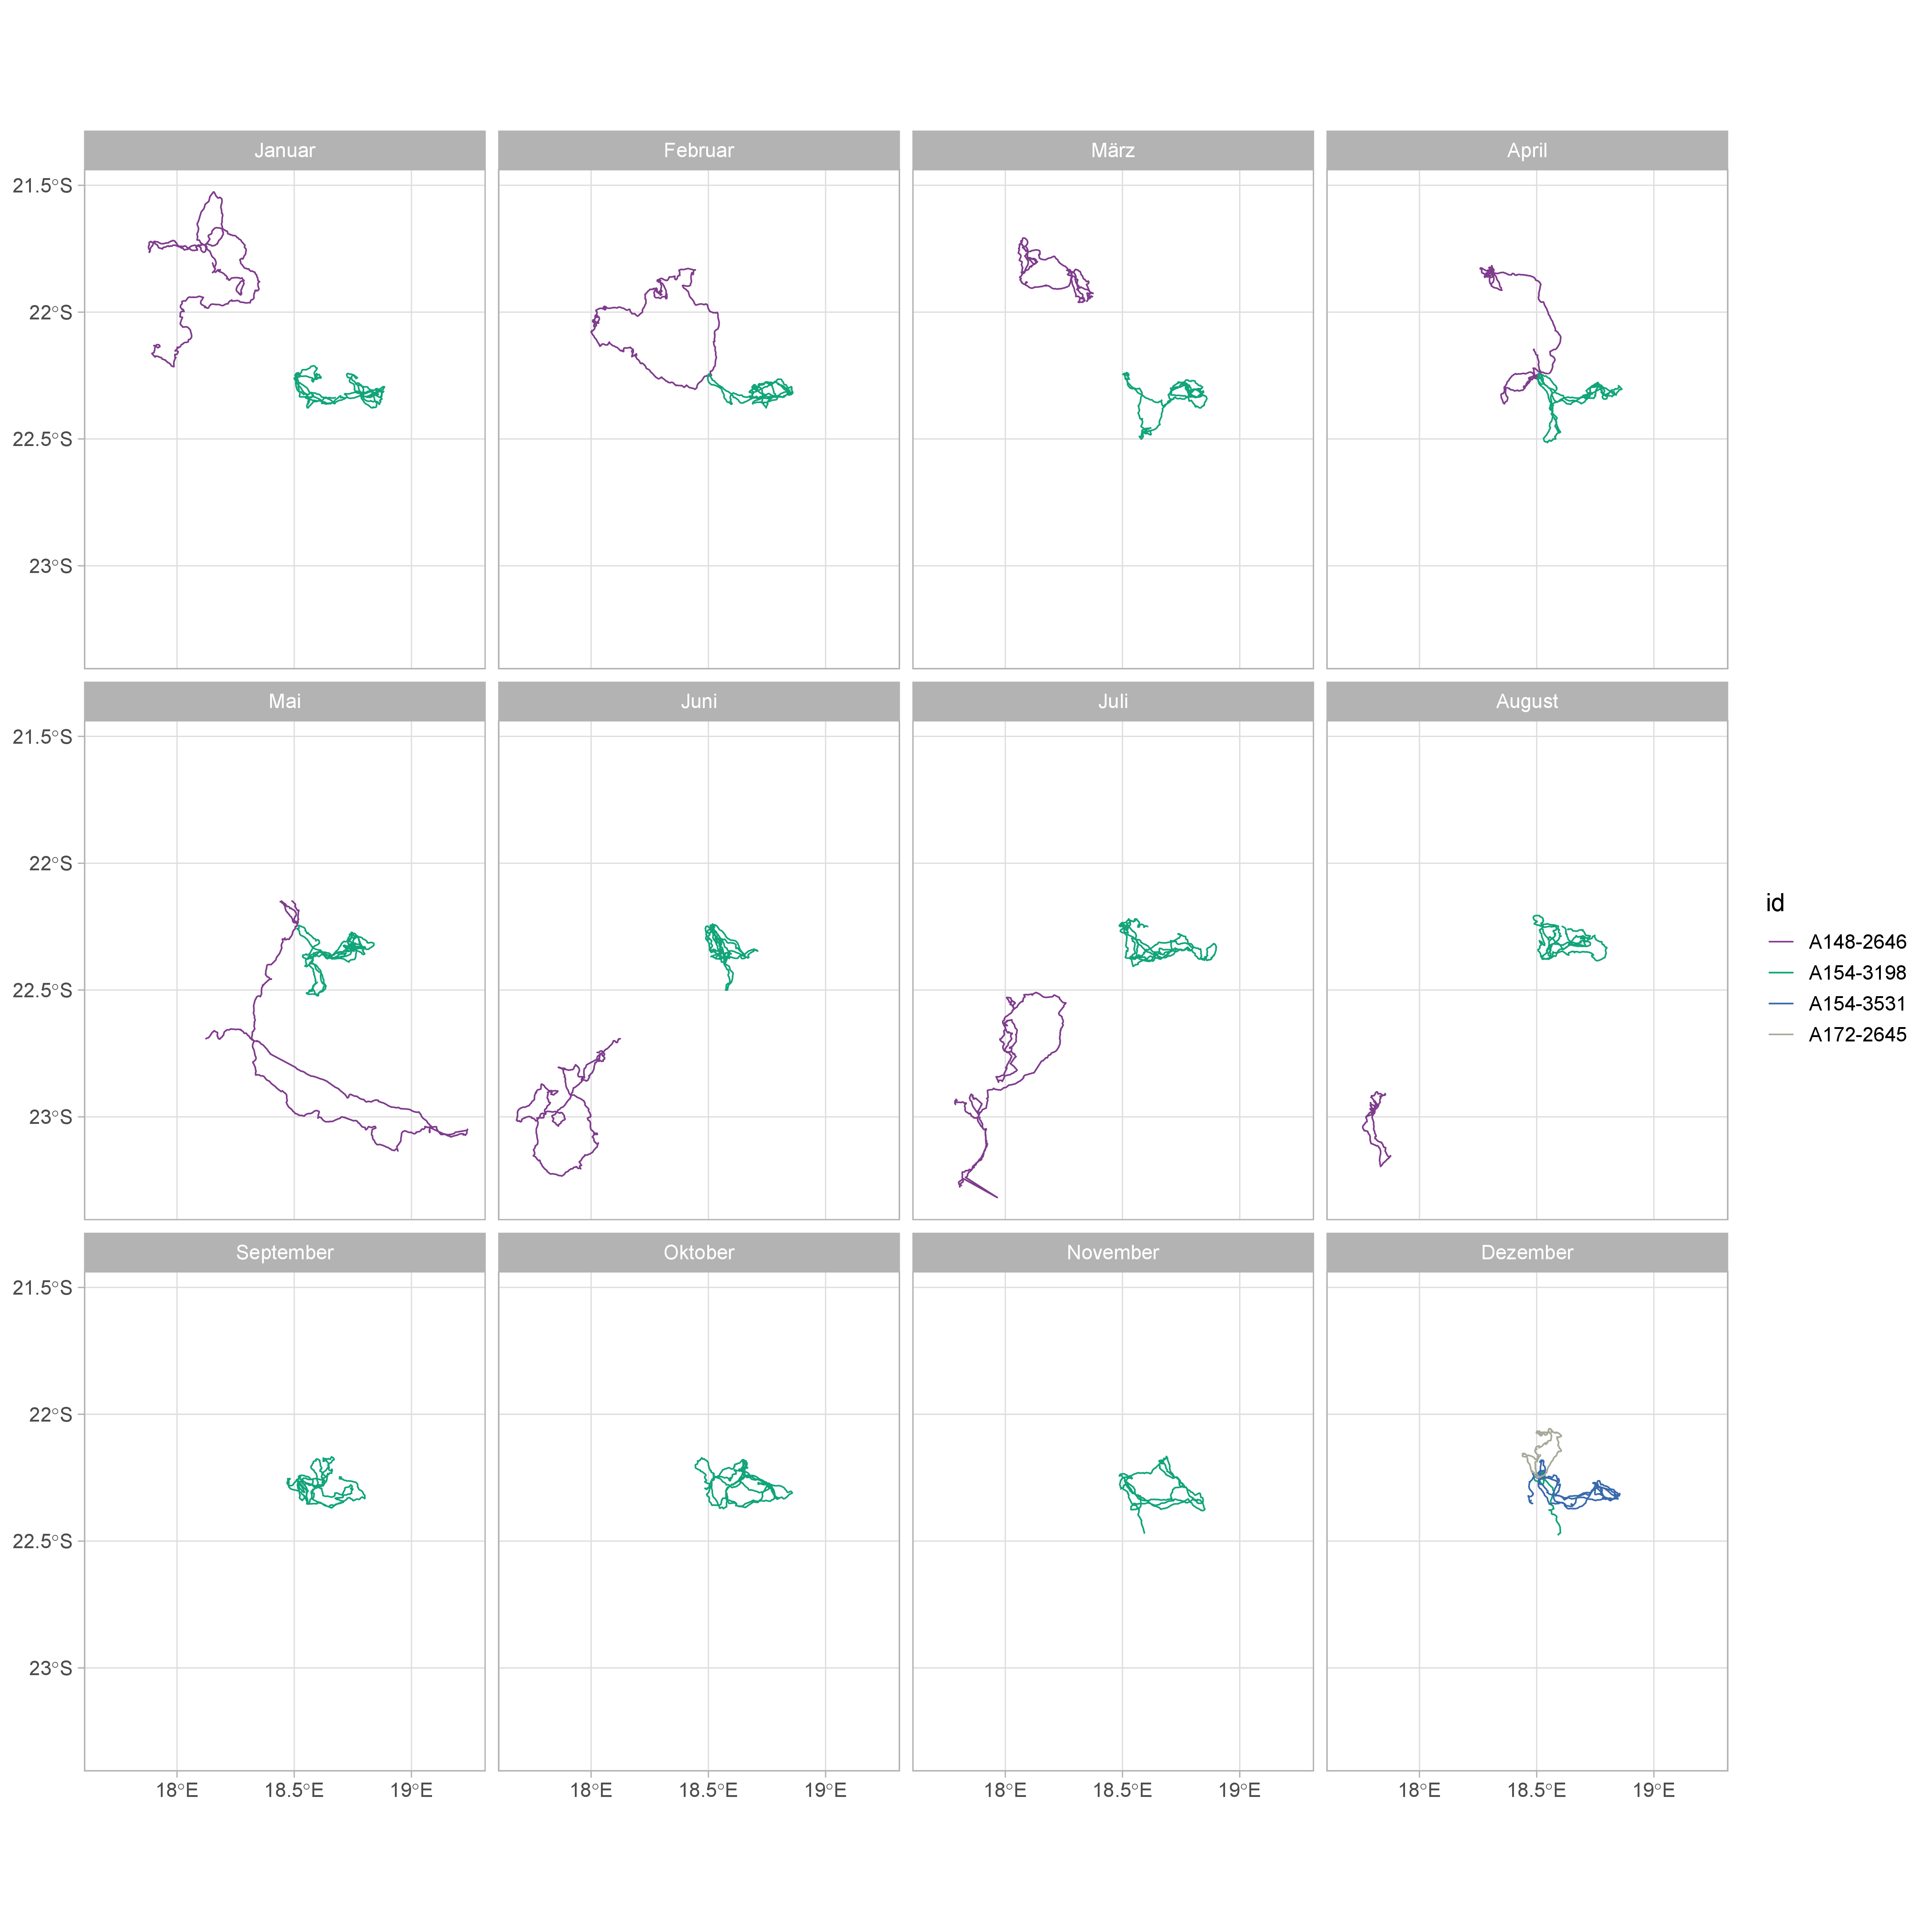 Januar Februar März April
21.5°S
22°S
22.5°S
23°S
Mai Juni Juli August
21.5°S
22°S
22.5°S
23°S
id
A148-2646
A154-3198
A154-3531
A172-2645
September Oktober November Dezember
21.5°S
22°S
22.5°S
23°S
18°E 18.5°E 19°E 18°E 18.5°E 19°E 18°E 18.5°E 19°E 18°E 18.5°E 19°E